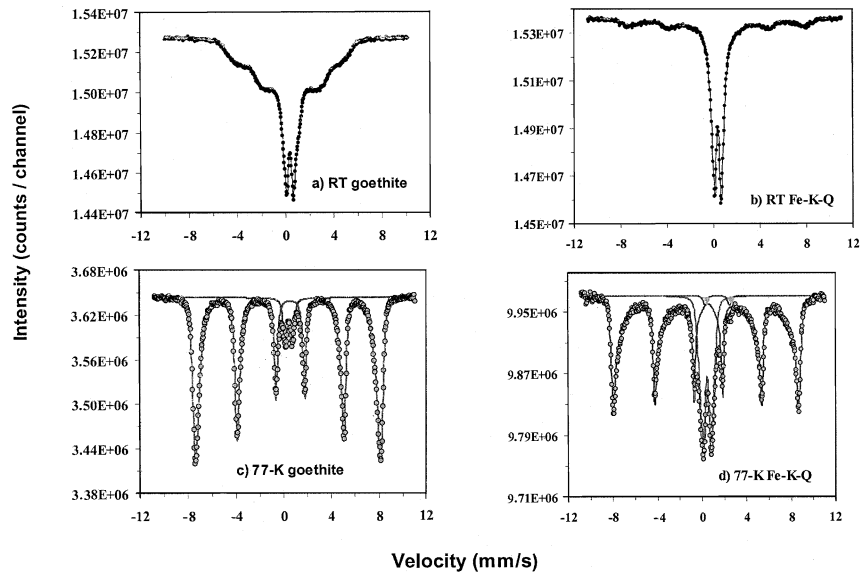 Intensity (counts / channel)
1.54E+07
1.52E+07
1.50E+07
1.48E+07
1.46E+07
1.44E+07
-12 -8 -4 0 4 8 12
a) RT goethite
1.53E+07
1.51E+07
1.49E+07
1.47E+07
1.45E+07
-12 -8 -4 0 4 8 12
b) RT Fe-K-Q
3.68E+06
3.62E+06
3.56E+06
3.50E+06
3.44E+06
3.38E+06
-12 -8 -4 0 4 8 12
c) 77-K goethite
9.95E+06
9.87E+06
9.79E+06
9.71E+06
-12 -8 -4 0 4 8 12
d) 77-K Fe-K-Q
Velocity (mm/s)